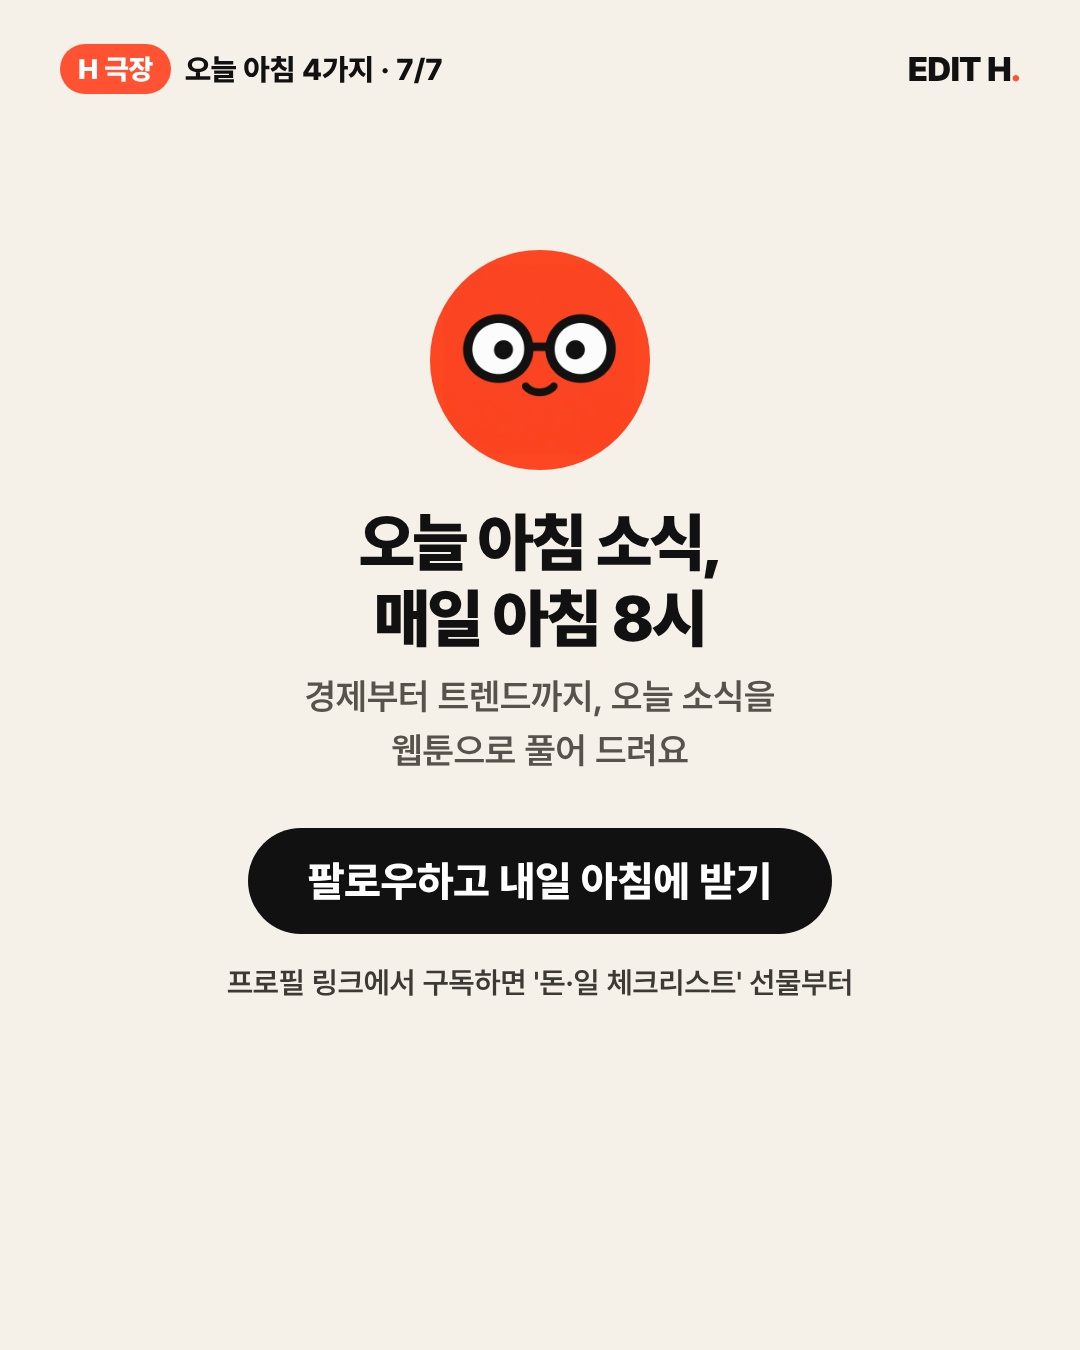 H 극장 오늘 아침 4가지 · 7/7
EDIT H.
오늘 아침 소식,
매일 아침 8시
경제부터 트렌드까지, 오늘 소식을
웹툰으로 풀어 드려요
팔로우하고 내일 아침에 받기
프로필 링크에서 구독하면 '돈·일 체크리스트' 선물부터